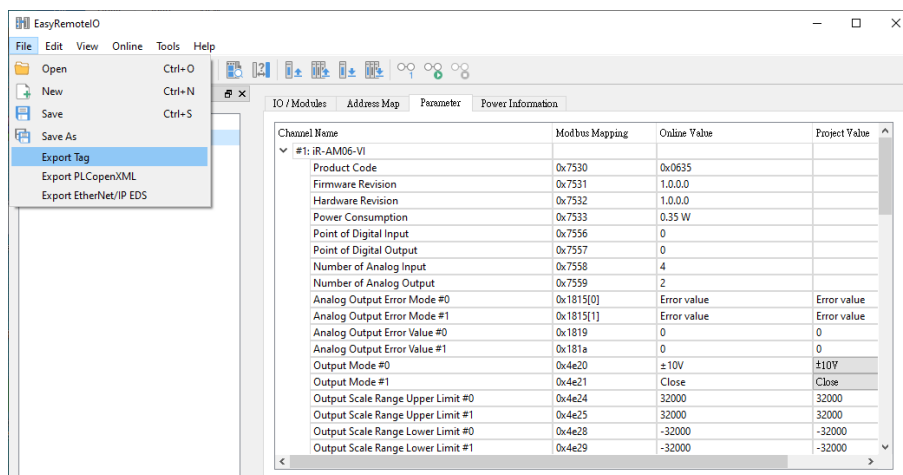 EasyRemoteIO
File Edit View Online Tools Help
Open Ctrl+O
New Ctrl+N
Save Ctrl+S
Save As
Export Tag
Export PLCopenXML
Export EtherNet/IP EDS
IO / Modules Address Map Parameter Power Information
Channel Name Modbus Mapping Online Value Project Value
#1: iR-AM06-VI
Product Code 0x7530 0x0635
Firmware Revision 0x7531 1.0.0.0
Hardware Revision 0x7532 1.0.0.0
Power Consumption 0x7533 0.35 W
Point of Digital Input 0x7556 0
Point of Digital Output 0x7557 0
Number of Analog Input 0x7558 4
Number of Analog Output 0x7559 2
Analog Output Error Mode #0 0x1815[0] Error value Error value
Analog Output Error Mode #1 0x1815[1] Error value Error value
Analog Output Error Value #0 0x1819 0 0
Analog Output Error Value #1 0x181a 0 0
Output Mode #0 0x4e20 ±10V ±10V
Output Mode #1 0x4e21 Close Close
Output Scale Range Upper Limit #0 0x4e24 32000 32000
Output Scale Range Upper Limit #1 0x4e25 32000 32000
Output Scale Range Lower Limit #0 0x4e28 -32000 -32000
Output Scale Range Lower Limit #1 0x4e29 -32000 -32000